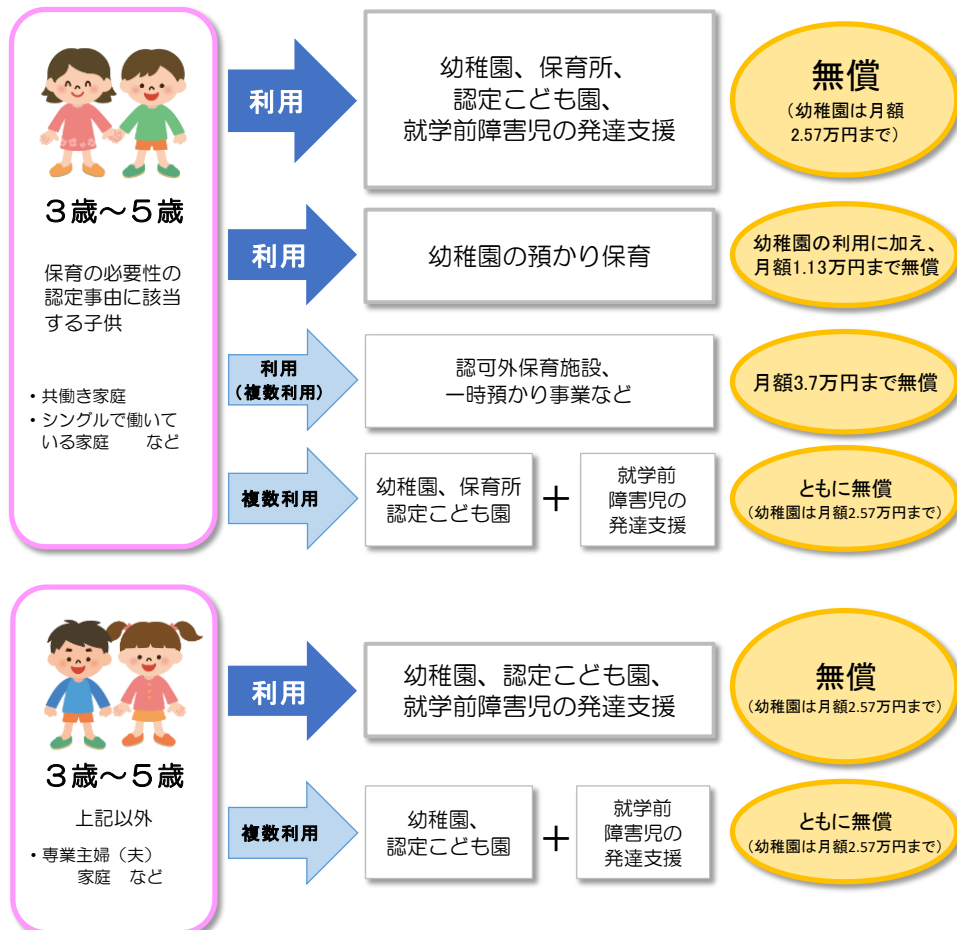 ３歳～５歳
保育の必要性の
認定事由に該当
する子供
・共働き家庭
・シングルで働いて
いる家庭　など
利用
幼稚園、保育所、
認定こども園、
就学前障害児の発達支援
無償
（幼稚園は月額
2.57万円まで）
利用
幼稚園の預かり保育
幼稚園の利用に加え、
月額1.13万円まで無償
利用
（複数利用）
認可外保育施設、
一時預かり事業など
月額3.7万円まで無償
複数利用
幼稚園、保育所
認定こども園
＋
就学前
障害児の
発達支援
ともに無償
（幼稚園は月額2.57万円まで）
３歳～５歳
上記以外
・専業主婦（夫）
家庭　など
利用
幼稚園、認定こども園、
就学前障害児の発達支援
無償
（幼稚園は月額2.57万円まで）
複数利用
幼稚園、
認定こども園
＋
就学前
障害児の
発達支援
ともに無償
（幼稚園は月額2.57万円まで）